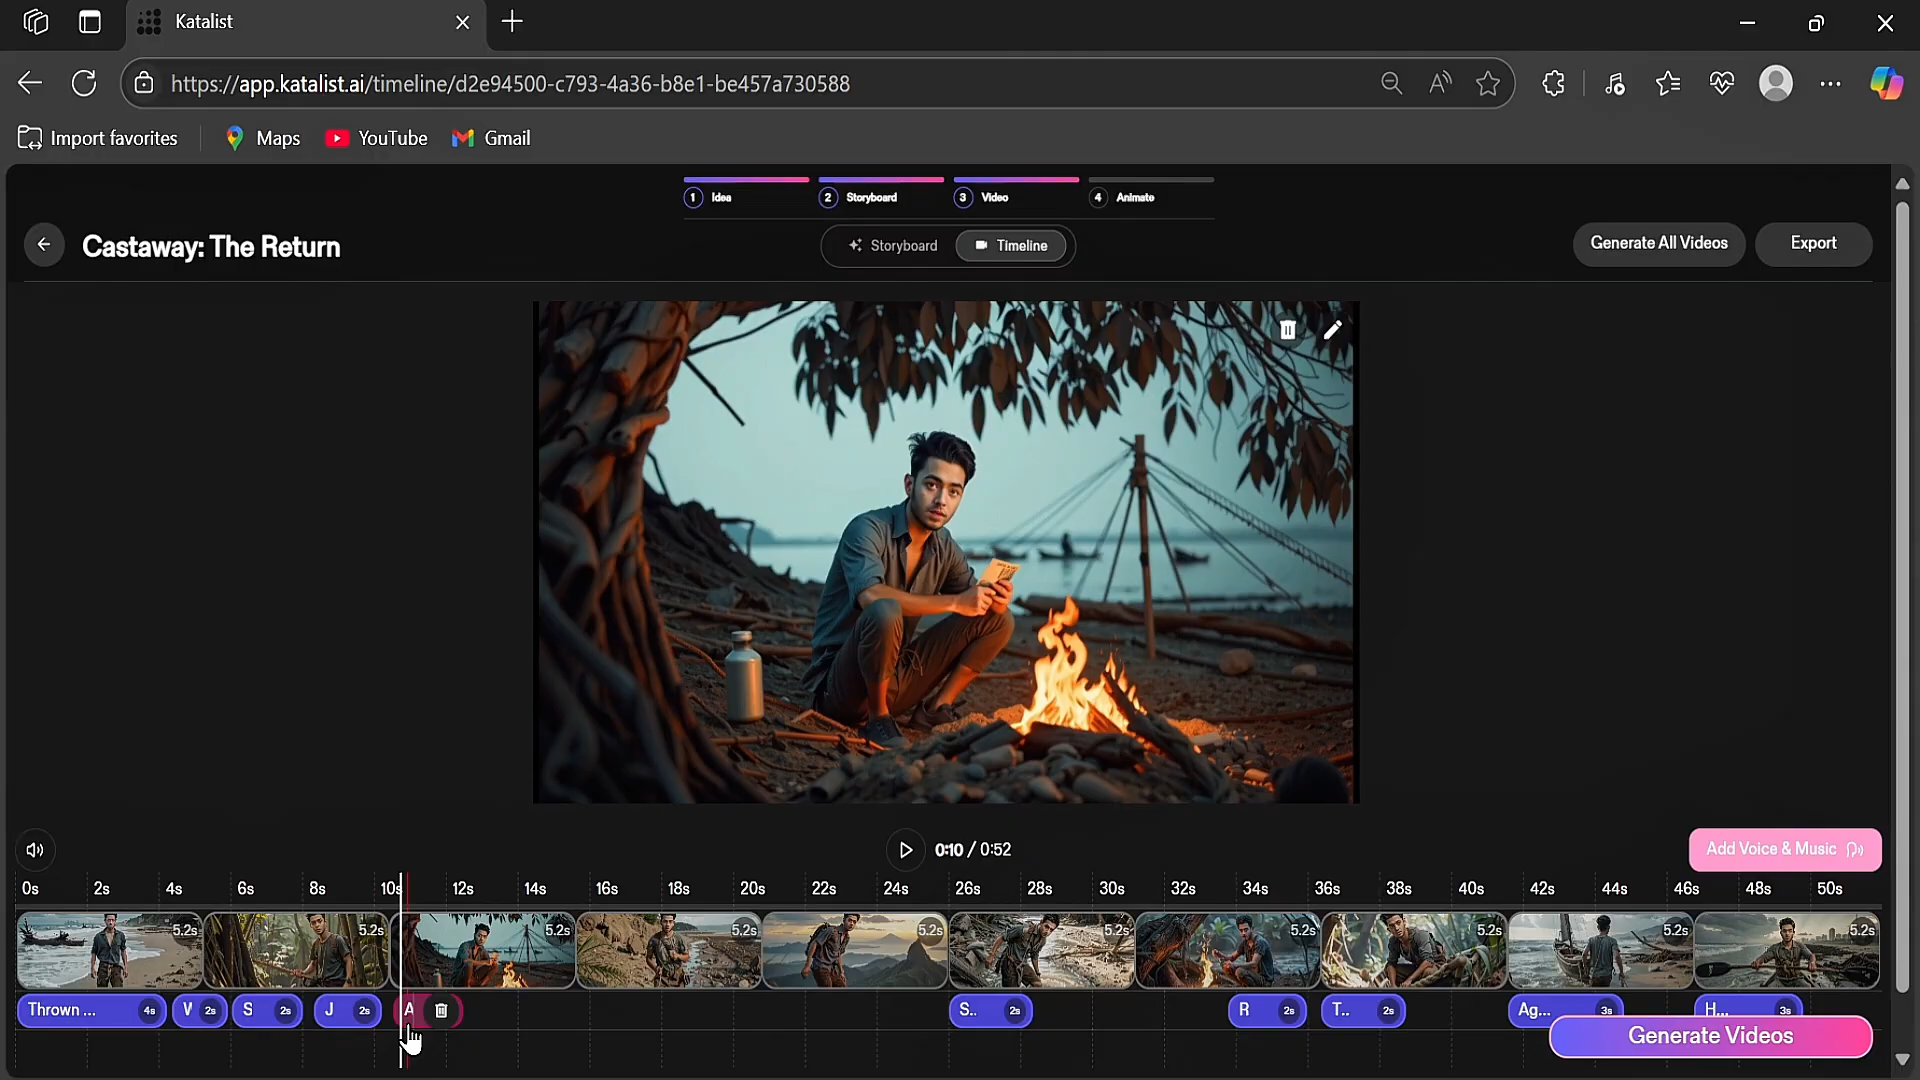 Katalist
https://app.katalist.ai/timeline/d2e94500-c793-4a36-b8e1-be457a730588
Import favorites Maps YouTube Gmail
1 Idea 2 Storyboard 3 Video 4 Animate
Castaway: The Return
Storyboard Timeline
Generate All Videos Export
0:10 / 0:52
Add Voice & Music
0s 2s 4s 6s 8s 10s 12s 14s 16s 18s 20s 22s 24s 26s 28s 30s 32s 34s 36s 38s 40s 42s 44s 46s 48s 50s
5.2s 5.2s 5.2s 5.2s 5.2s 5.2s 5.2s 5.2s 5.2s 5.2s
Thrown ... 4s V 2s S 2s J 2s A S.. 2s R 2s T.. 2s Ag... 3s H... 3s
Generate Videos